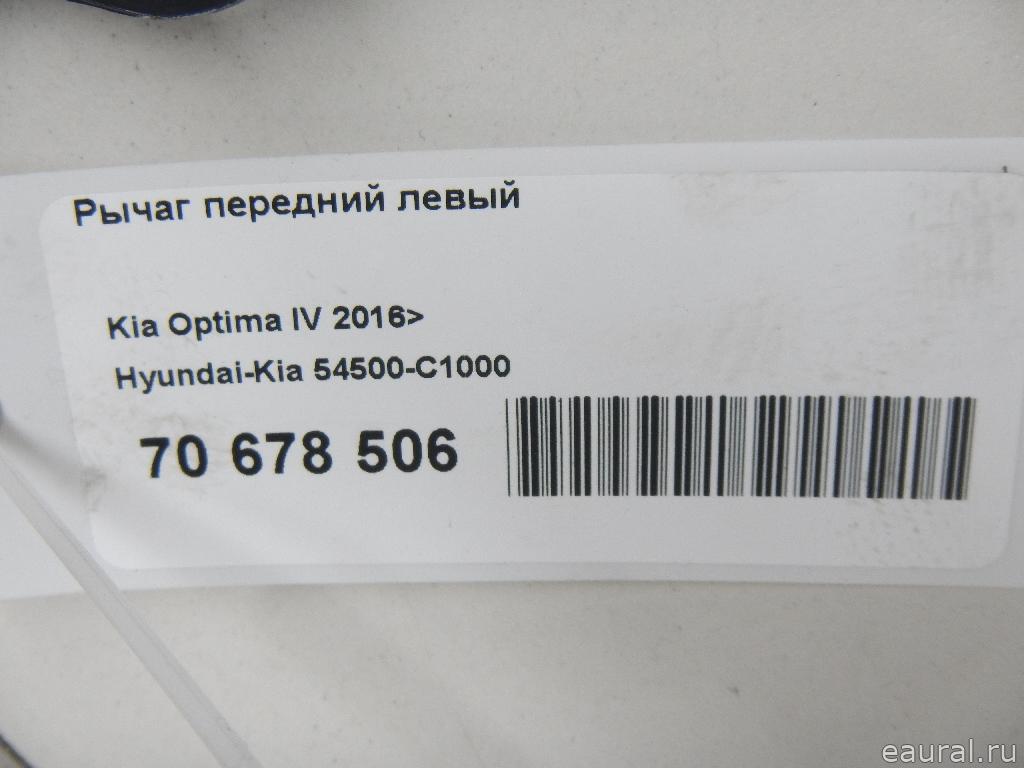 Рычаг передний левый
Kia Optima IV 2016>
Hyundai-Kia 54500-C1000
70 678 506
eaural.ru